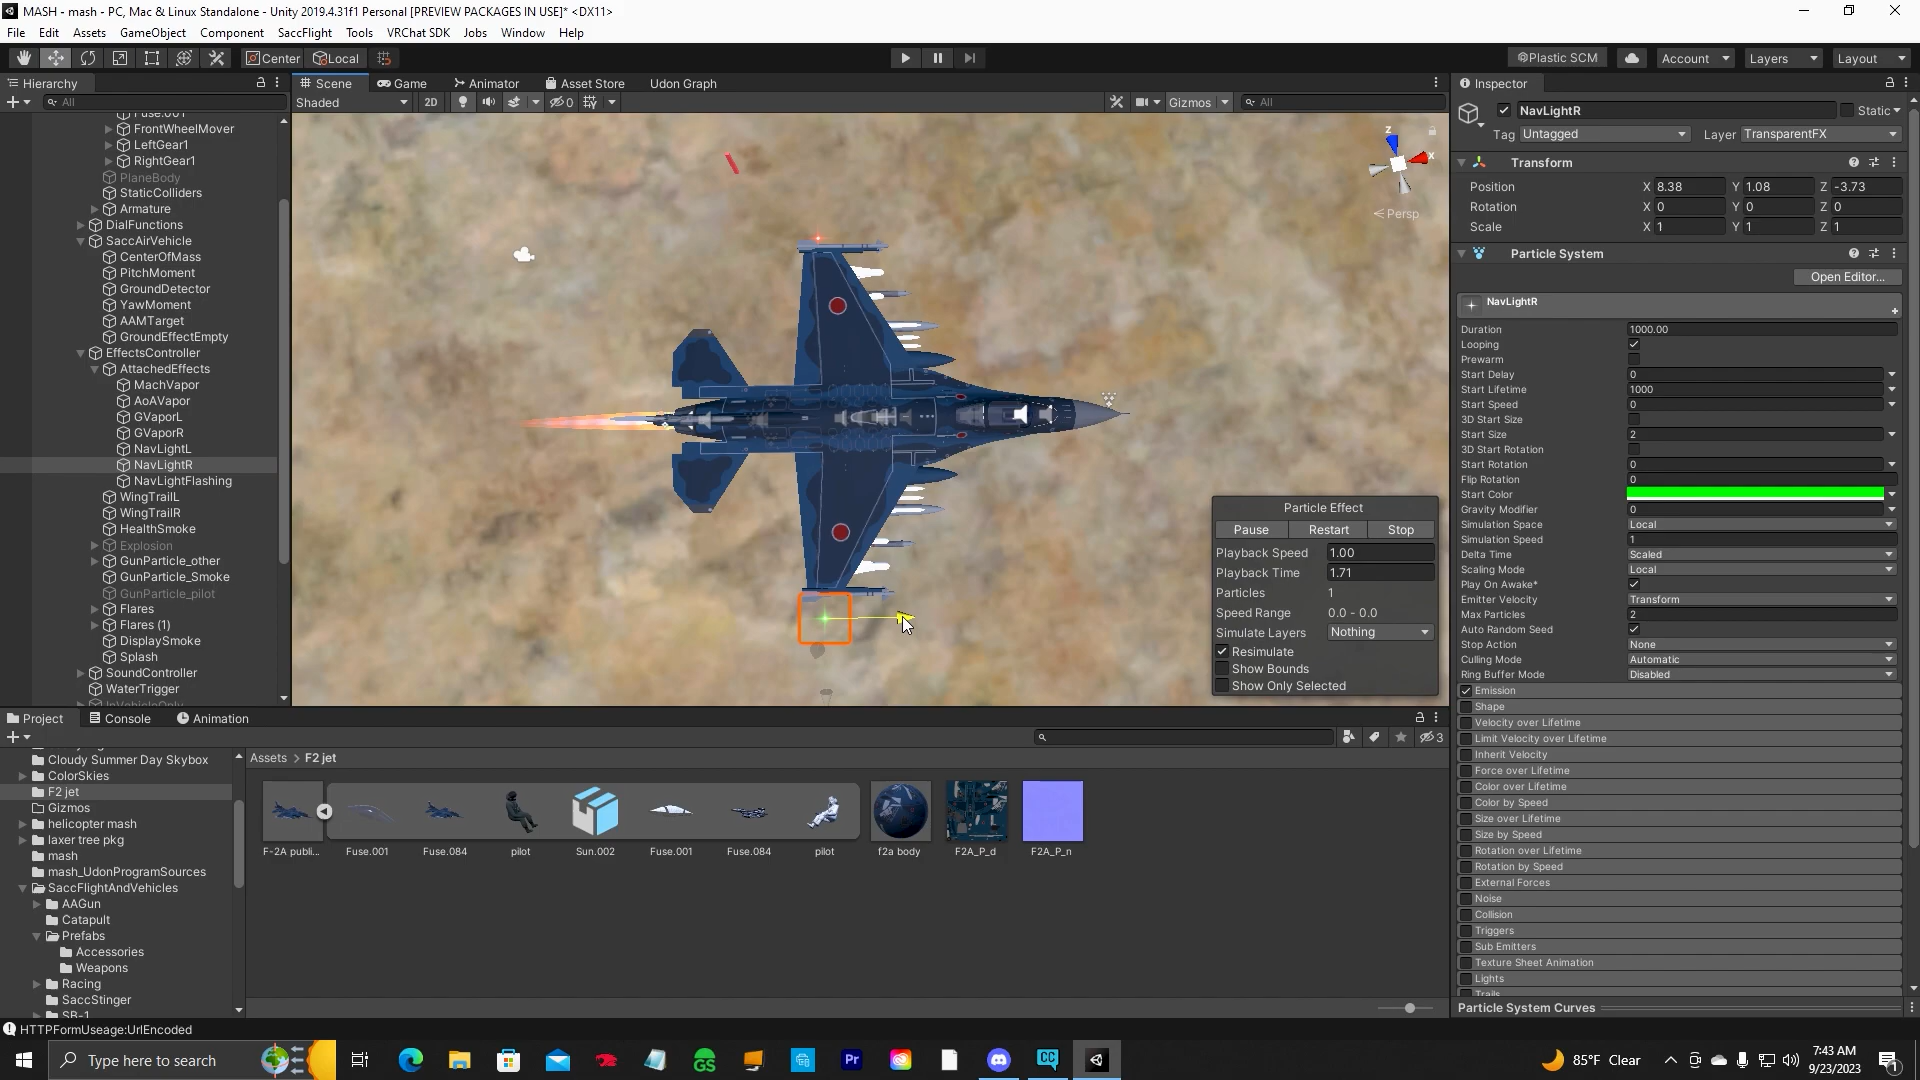 MASH - mash - PC, Mac & Linux Standalone - Unity 2019.4.31f1 Personal [PREVIEW PACKAGES IN USE]* <DX11>
File Edit Assets GameObject Component SaccFlight Tools VRChat SDK Jobs Window Help
Center Local Plastic SCM Account Layers Layout
Hierarchy
All
FrontWheelMover
LeftGear1
RightGear1
PlaneBody
StaticColliders
Armature
DialFunctions
SaccAirVehicle
CenterOfMass
PitchMoment
GroundDetector
YawMoment
AAMTarget
GroundEffectEmpty
EffectsController
AttachedEffects
MachVapor
AoAVapor
GVaporL
GVaporR
NavLightL
NavLightR
NavLightFlashing
WingTrailL
WingTrailR
HealthSmoke
Explosion
GunParticle_other
GunParticle_Smoke
GunParticle_pilot
Flares
Flares (1)
DisplaySmoke
Splash
SoundController
WaterTrigger
InVehicleOnly
Scene Game Animator Asset Store Udon Graph
Shaded 2D 0 Gizmos All
z
x
Persp
Particle Effect
Pause Restart Stop
Playback Speed 1.00
Playback Time 1.71
Particles 1
Speed Range 0.0 - 0.0
Simulate Layers Nothing
Resimulate
Show Bounds
Show Only Selected
Inspector
NavLightR Static
Tag Untagged Layer TransparentFX
Transform
Position X 8.38 Y 1.08 Z -3.73
Rotation X 0 Y 0 Z 0
Scale X 1 Y 1 Z 1
Particle System
Open Editor...
NavLightR
Duration 1000.00
Looping
Prewarm
Start Delay 0
Start Lifetime 1000
Start Speed 0
3D Start Size
Start Size 2
3D Start Rotation
Start Rotation 0
Flip Rotation 0
Start Color
Gravity Modifier 0
Simulation Space Local
Simulation Speed 1
Delta Time Scaled
Scaling Mode Local
Play On Awake*
Emitter Velocity Transform
Max Particles 2
Auto Random Seed
Stop Action None
Culling Mode Automatic
Ring Buffer Mode Disabled
Emission
Shape
Velocity over Lifetime
Limit Velocity over Lifetime
Inherit Velocity
Force over Lifetime
Color over Lifetime
Color by Speed
Size over Lifetime
Size by Speed
Rotation over Lifetime
Rotation by Speed
External Forces
Noise
Collision
Triggers
Sub Emitters
Texture Sheet Animation
Lights
Trails
Particle System Curves
Project Console Animation
3
Cloudy Summer Day Skybox
ColorSkies
F2 jet
Gizmos
helicopter mash
laxer tree pkg
mash
mash_UdonProgramSources
SaccFlightAndVehicles
AAGun
Catapult
Prefabs
Accessories
Weapons
Racing
SaccStinger
SB-1
Assets > F2 jet
F-2A publi... Fuse.001 Fuse.084 pilot Sun.002 Fuse.001 Fuse.084 pilot f2a body F2A_P_d F2A_P_n
HTTPFormUseage:UrlEncoded
Type here to search
GS
Pr
CC
85°F Clear
7:43 AM
9/23/2023
1